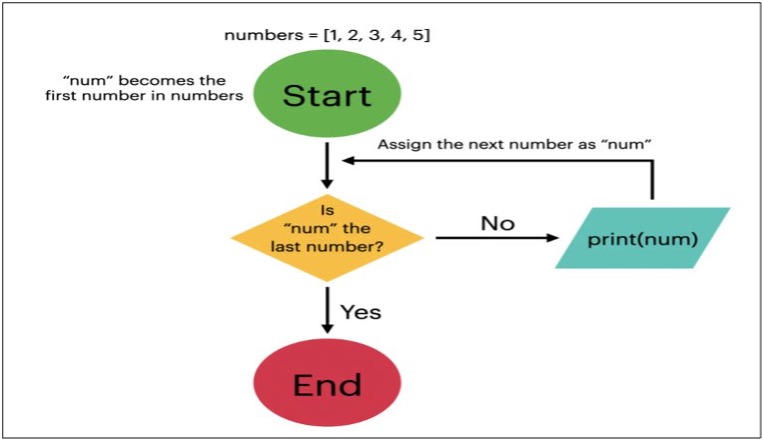 numbers = [1, 2, 3, 4, 5]
“num” becomes the
first number in numbers
Start
Assign the next number as “num”
Is
“num” the
last number?
No
print(num)
Yes
End